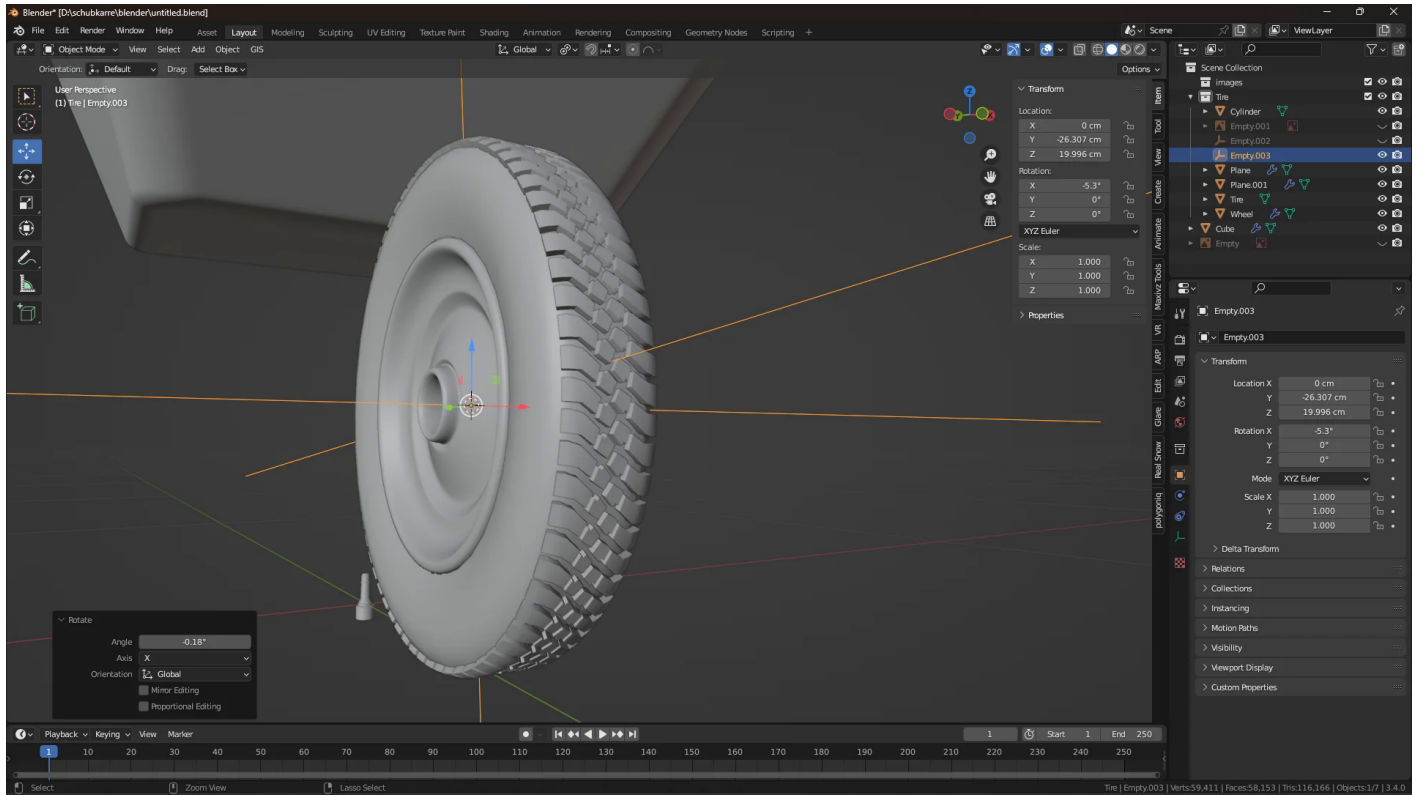 Blender* [D:\schubkarre\blender\untitled.blend]
File Edit Render Window Help Asset Layout Modeling Sculpting UV Editing Texture Paint Shading Animation Rendering Compositing Geometry Nodes Scripting + Scene ViewLayer
Object Mode View Select Add Object GIS Global
Orientation: Default Drag: Select Box Options
User Perspective
(1) Tire | Empty.003
Z
Transform
Location:
X 0 cm
Y -26.307 cm
Z 19.996 cm
Rotation:
X -5.3°
Y 0°
Z 0°
XYZ Euler
Scale:
X 1.000
Y 1.000
Z 1.000
Properties
Item
Tool
View
Create
Animate
Maxivz Tools
VR
ARP
Edit
Glare
Real Snow
polygoniq
Scene Collection
images
Tire
Cylinder
Empty.001
Empty.002
Empty.003
Plane
Plane.001
Tire
Wheel
Cube
Empty
Empty.003
Empty.003
Transform
Location X 0 cm
Y -26.307 cm
Z 19.996 cm
Rotation X -5.3°
Y 0°
Z 0°
Mode XYZ Euler
Scale X 1.000
Y 1.000
Z 1.000
Delta Transform
Relations
Collections
Instancing
Motion Paths
Visibility
Viewport Display
Custom Properties
Rotate
Angle -0.18°
Axis X
Orientation Global
Mirror Editing
Proportional Editing
Playback Keying View Marker 1 Start 1 End 250
1 10 20 30 40 50 60 70 80 90 100 110 120 130 140 150 160 170 180 190 200 210 220 230 240 250
Select Zoom View Lasso Select Tire | Empty.003 | Verts:59,411 | Faces:58,153 | Tris:116,166 | Objects:1/7 | 3.4.0